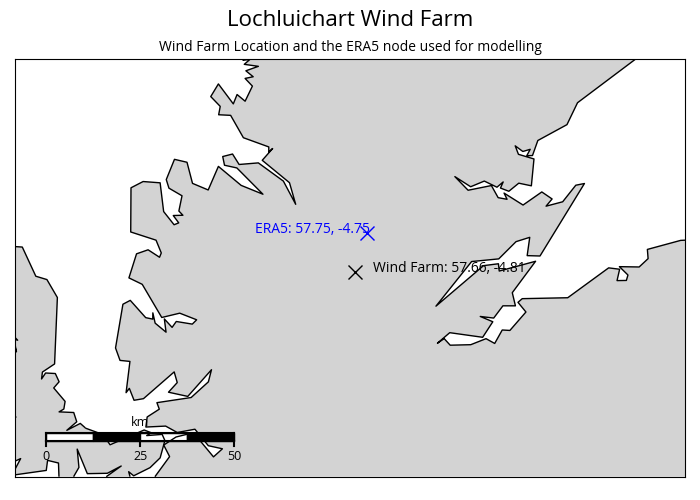 Lochluichart Wind Farm
Wind Farm Location and the ERA5 node used for modelling
ERA5: 57.75, -4.75
Wind Farm: 57.66, -4.81
km
0 25 50